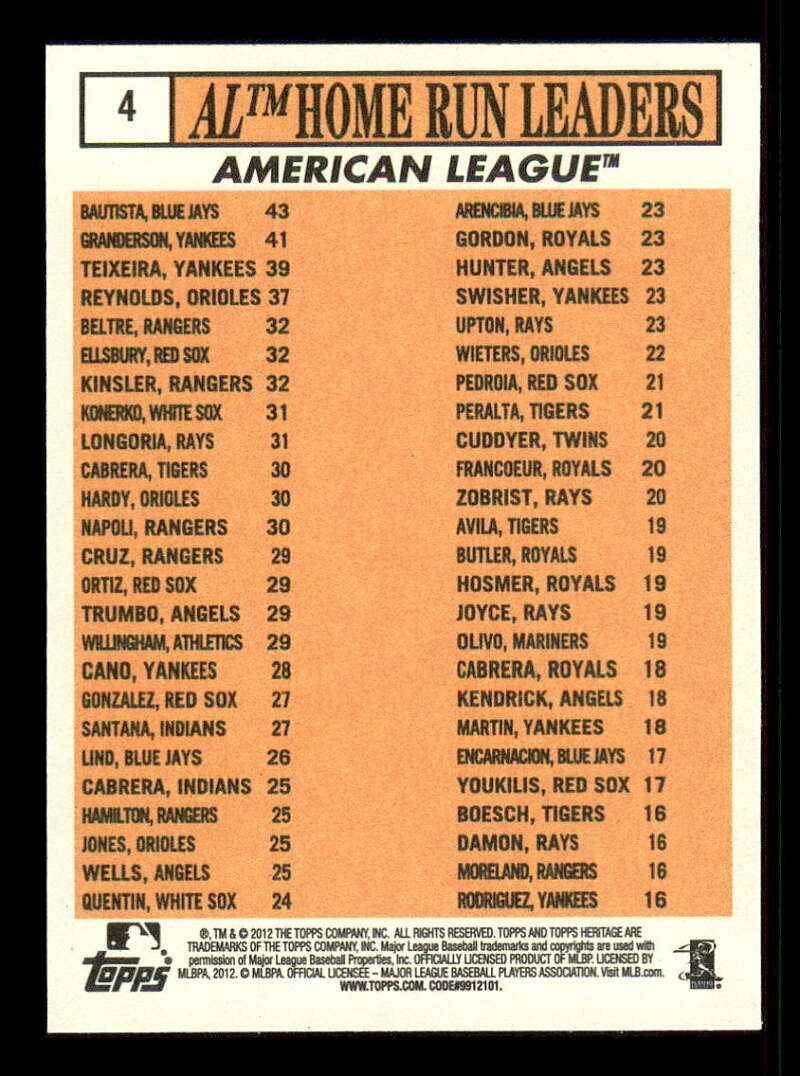 4 AL™ HOME RUN LEADERS
AMERICAN LEAGUE™
BAUTISTA, BLUE JAYS 43
GRANDERSON, YANKEES 41
TEIXEIRA, YANKEES 39
REYNOLDS, ORIOLES 37
BELTRE, RANGERS 32
ELLSBURY, RED SOX 32
KINSLER, RANGERS 32
KONERKO, WHITE SOX 31
LONGORIA, RAYS 31
CABRERA, TIGERS 30
HARDY, ORIOLES 30
NAPOLI, RANGERS 30
CRUZ, RANGERS 29
ORTIZ, RED SOX 29
TRUMBO, ANGELS 29
WILLINGHAM, ATHLETICS 29
CANO, YANKEES 28
GONZALEZ, RED SOX 27
SANTANA, INDIANS 27
LIND, BLUE JAYS 26
CABRERA, INDIANS 25
HAMILTON, RANGERS 25
JONES, ORIOLES 25
WELLS, ANGELS 25
QUENTIN, WHITE SOX 24
ARENCIBIA, BLUE JAYS 23
GORDON, ROYALS 23
HUNTER, ANGELS 23
SWISHER, YANKEES 23
UPTON, RAYS 23
WIETERS, ORIOLES 22
PEDROIA, RED SOX 21
PERALTA, TIGERS 21
CUDDYER, TWINS 20
FRANCOEUR, ROYALS 20
ZOBRIST, RAYS 20
AVILA, TIGERS 19
BUTLER, ROYALS 19
HOSMER, ROYALS 19
JOYCE, RAYS 19
OLIVO, MARINERS 19
CABRERA, ROYALS 18
KENDRICK, ANGELS 18
MARTIN, YANKEES 18
ENCARNACION, BLUE JAYS 17
YOUKILIS, RED SOX 17
BOESCH, TIGERS 16
DAMON, RAYS 16
MORELAND, RANGERS 16
RODRIGUEZ, YANKEES 16
topps
®, TM & © 2012 THE TOPPS COMPANY, INC. ALL RIGHTS RESERVED. TOPPS AND TOPPS HERITAGE ARE
TRADEMARKS OF THE TOPPS COMPANY, INC. Major League Baseball trademarks and copyrights are used with
permission of Major League Baseball Properties, Inc. OFFICIALLY LICENSED PRODUCT OF MLBP. LICENSED BY
MLBPA, 2012. © MLBPA. OFFICIAL LICENSEE – MAJOR LEAGUE BASEBALL PLAYERS ASSOCIATION. Visit MLB.com.
WWW.TOPPS.COM. CODE#9912101.